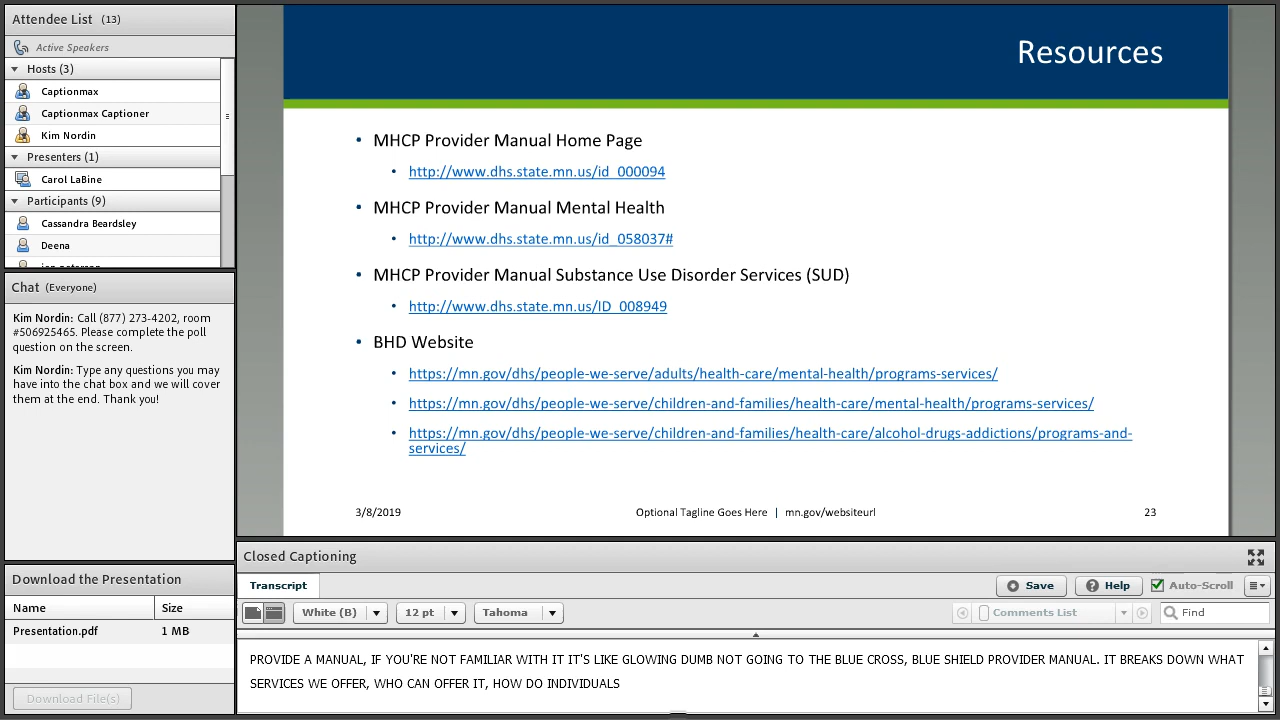 Attendee List (13)
Active Speakers
Hosts (3)
Captionmax
Captionmax Captioner
Kim Nordin
Presenters (1)
Carol LaBine
Participants (9)
Cassandra Beardsley
Deena
Chat (Everyone)
Kim Nordin: Call (877) 273-4202, room
#506925465. Please complete the poll
question on the screen.
Kim Nordin: Type any questions you may
have into the chat box and we will cover
them at the end. Thank you!
Download the Presentation
Name Size
Presentation.pdf 1 MB
Download File(s)
Resources
• MHCP Provider Manual Home Page
• http://www.dhs.state.mn.us/id_000094
• MHCP Provider Manual Mental Health
• http://www.dhs.state.mn.us/id_058037#
• MHCP Provider Manual Substance Use Disorder Services (SUD)
• http://www.dhs.state.mn.us/ID_008949
• BHD Website
• https://mn.gov/dhs/people-we-serve/adults/health-care/mental-health/programs-services/
• https://mn.gov/dhs/people-we-serve/children-and-families/health-care/mental-health/programs-services/
• https://mn.gov/dhs/people-we-serve/children-and-families/health-care/alcohol-drugs-addictions/programs-and-
services/
3/8/2019 Optional Tagline Goes Here | mn.gov/websiteurl 23
Closed Captioning
Transcript Save Help Auto-Scroll
White (B) 12 pt Tahoma Comments List Find
PROVIDE A MANUAL, IF YOU'RE NOT FAMILIAR WITH IT IT'S LIKE GLOWING DUMB NOT GOING TO THE BLUE CROSS, BLUE SHIELD PROVIDER MANUAL. IT BREAKS DOWN WHAT
SERVICES WE OFFER, WHO CAN OFFER IT, HOW DO INDIVIDUALS